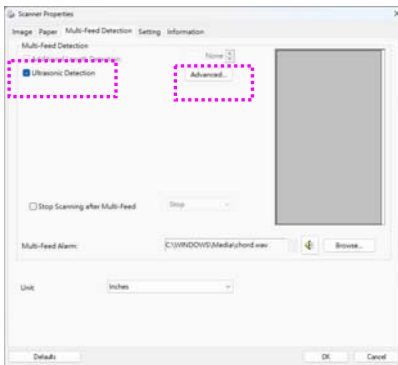 Scanner Properties
Image Paper Multi-Feed Detection Setting Information
Multi-Feed Detection
None
Ultrasonic Detection Advanced...
Stop Scanning after Multi-Feed Stop
Multi-Feed Alarm: C:\WINDOWS\Media\chord.wav Browse...
Unit: Inches
Defaults OK Cancel